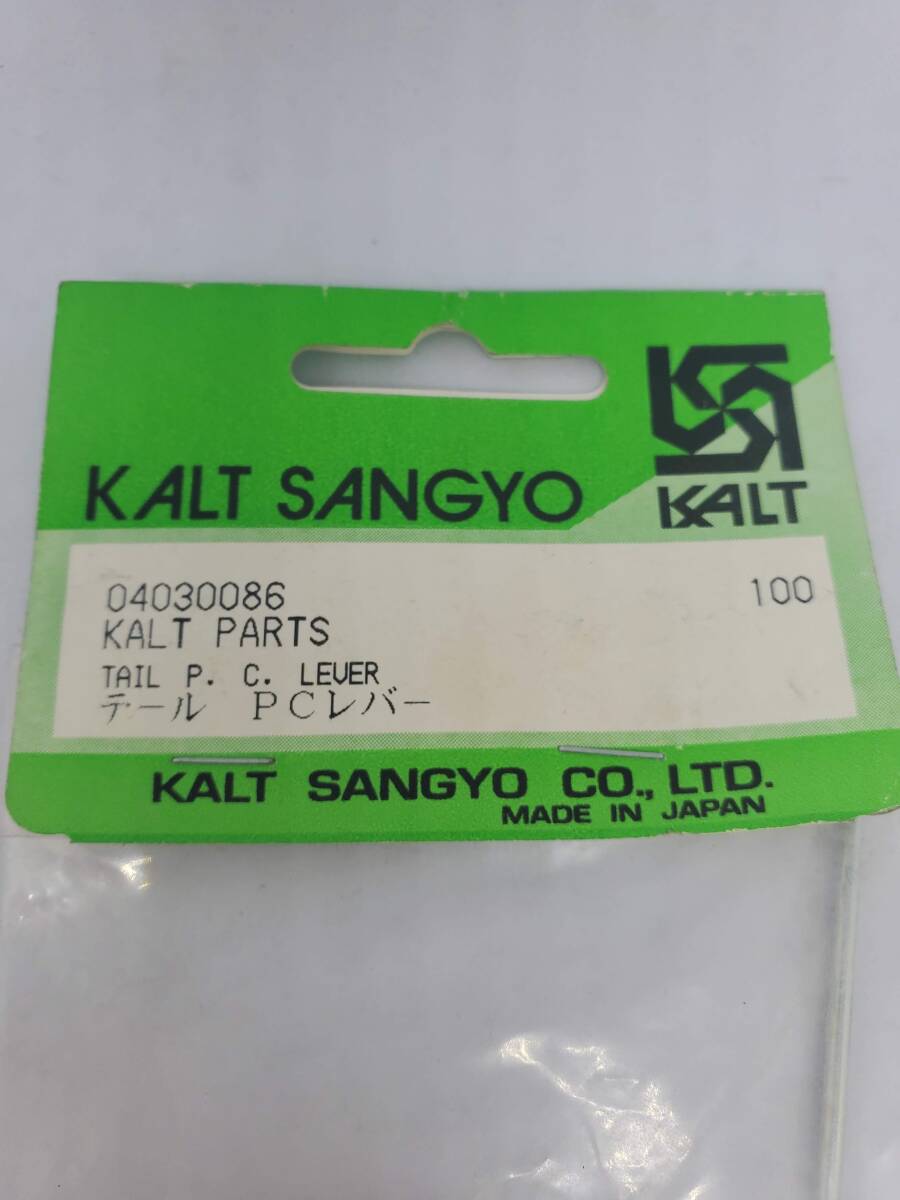 KALT SANGYO
KALT
04030086 100
KALT PARTS
TAIL P. C. LEVER
テール PCレバー
KALT SANGYO CO., LTD.
MADE IN JAPAN